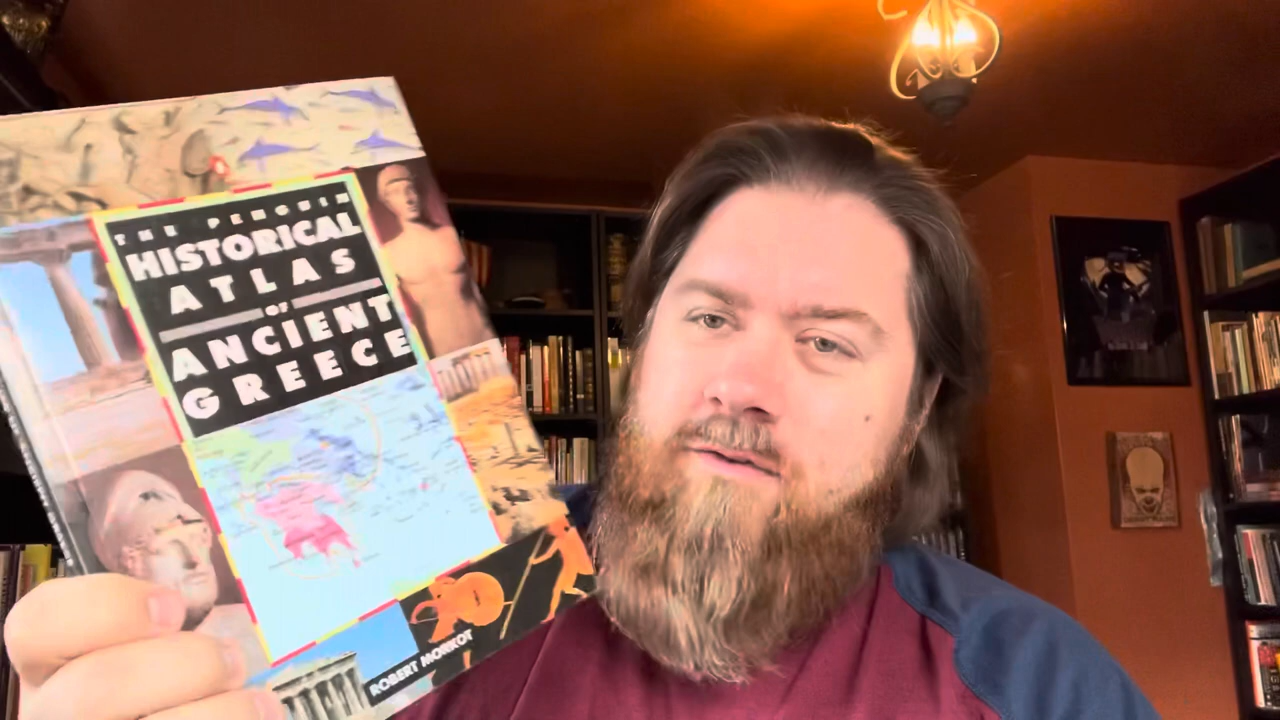 THE PENGUIN
HISTORICAL
ATLAS
OF
ANCIENT
GREECE
ROBERT MORKOT